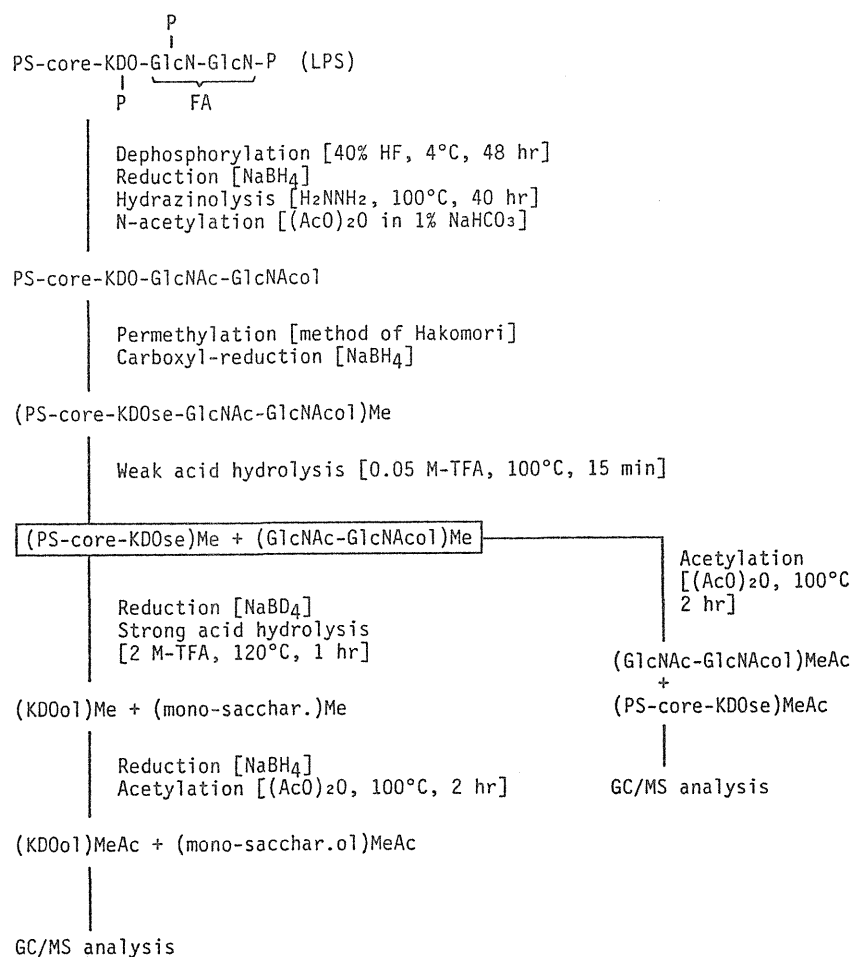 P
PS-core-KDO-GlcN-GlcN-P (LPS)
P FA
Dephosphorylation [40% HF, 4°C, 48 hr]
Reduction [NaBH4]
Hydrazinolysis [H2NNH2, 100°C, 40 hr]
N-acetylation [(AcO)2O in 1% NaHCO3]
PS-core-KDO-GlcNAc-GlcNAcol
Permethylation [method of Hakomori]
Carboxyl-reduction [NaBH4]
(PS-core-KDOse-GlcNAc-GlcNAcol)Me
Weak acid hydrolysis [0.05 M-TFA, 100°C, 15 min]
(PS-core-KDOse)Me + (GlcNAc-GlcNAcol)Me
Reduction [NaBD4]
Strong acid hydrolysis
[2 M-TFA, 120°C, 1 hr]
(KDOol)Me + (mono-sacchar.)Me
Reduction [NaBH4]
Acetylation [(AcO)2O, 100°C, 2 hr]
(KDOol)MeAc + (mono-sacchar.ol)MeAc
GC/MS analysis
Acetylation
[(AcO)2O, 100°C
2 hr]
(GlcNAc-GlcNAcol)MeAc
+
(PS-core-KDOse)MeAc
GC/MS analysis